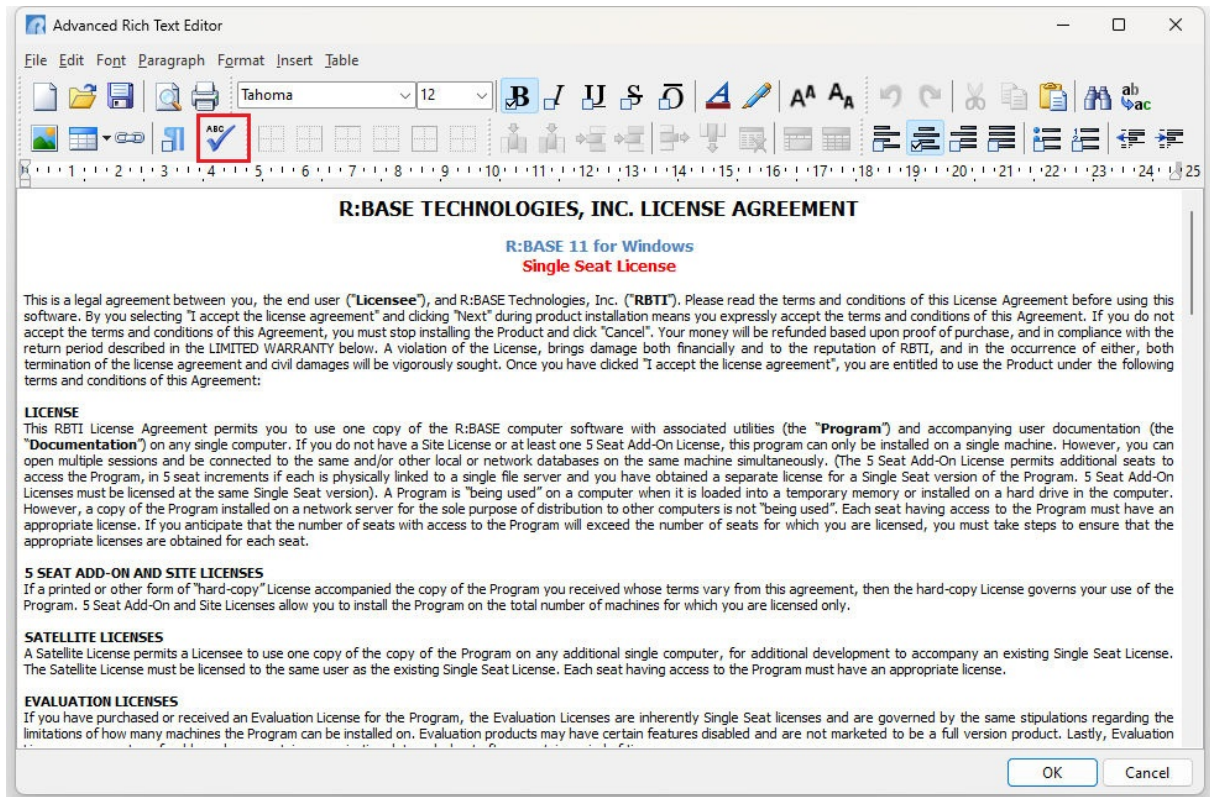 Advanced Rich Text Editor
File Edit Font Paragraph Format Insert Table
Tahoma 12 B I U S O A A A A A ab ac
ABC
1 2 3 4 5 6 7 8 9 10 11 12 13 14 15 16 17 18 19 20 21 22 23 24 25
R:BASE TECHNOLOGIES, INC. LICENSE AGREEMENT
R:BASE 11 for Windows
Single Seat License
This is a legal agreement between you, the end user ("Licensee"), and R:BASE Technologies, Inc. ("RBTI"). Please read the terms and conditions of this License Agreement before using this
software. By you selecting "I accept the license agreement" and clicking "Next" during product installation means you expressly accept the terms and conditions of this Agreement. If you do not
accept the terms and conditions of this Agreement, you must stop installing the Product and click "Cancel". Your money will be refunded based upon proof of purchase, and in compliance with the
return period described in the LIMITED WARRANTY below. A violation of the License, brings damage both financially and to the reputation of RBTI, and in the occurrence of either, both
termination of the license agreement and civil damages will be vigorously sought. Once you have clicked "I accept the license agreement", you are entitled to use the Product under the following
terms and conditions of this Agreement:
LICENSE
This RBTI License Agreement permits you to use one copy of the R:BASE computer software with associated utilities (the "Program") and accompanying user documentation (the
"Documentation") on any single computer. If you do not have a Site License or at least one 5 Seat Add-On License, this program can only be installed on a single machine. However, you can
open multiple sessions and be connected to the same and/or other local or network databases on the same machine simultaneously. (The 5 Seat Add-On License permits additional seats to
access the Program, in 5 seat increments if each is physically linked to a single file server and you have obtained a separate license for a Single Seat version of the Program. 5 Seat Add-On
Licenses must be licensed at the same Single Seat version). A Program is "being used" on a computer when it is loaded into a temporary memory or installed on a hard drive in the computer.
However, a copy of the Program installed on a network server for the sole purpose of distribution to other computers is not "being used". Each seat having access to the Program must have an
appropriate license. If you anticipate that the number of seats with access to the Program will exceed the number of seats for which you are licensed, you must take steps to ensure that the
appropriate licenses are obtained for each seat.
5 SEAT ADD-ON AND SITE LICENSES
If a printed or other form of "hard-copy" License accompanied the copy of the Program you received whose terms vary from this agreement, then the hard-copy License governs your use of the
Program. 5 Seat Add-On and Site Licenses allow you to install the Program on the total number of machines for which you are licensed only.
SATELLITE LICENSES
A Satellite License permits a Licensee to use one copy of the copy of the Program on any additional single computer, for additional development to accompany an existing Single Seat License.
The Satellite License must be licensed to the same user as the existing Single Seat License. Each seat having access to the Program must have an appropriate license.
EVALUATION LICENSES
If you have purchased or received an Evaluation License for the Program, the Evaluation Licenses are inherently Single Seat licenses and are governed by the same stipulations regarding the
limitations of how many machines the Program can be installed on. Evaluation products may have certain features disabled and are not marketed to be a full version product. Lastly, Evaluation
OK Cancel